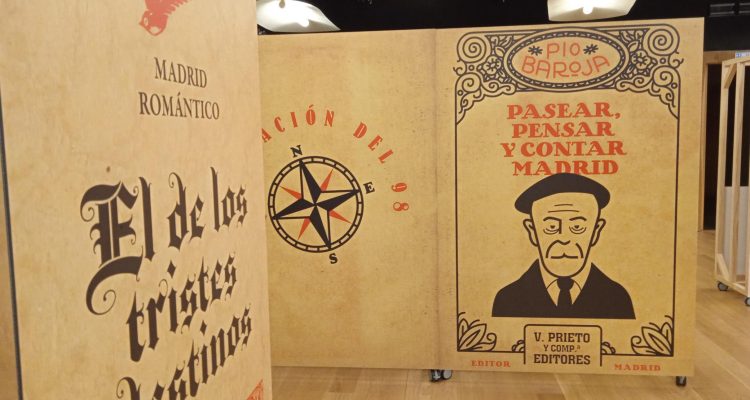 MADRID
ROMÁNTICO
El de los
tristes
destinos
ACIÓN DEL 98
N
E
S
PIO
BAROJA
PASEAR,
PENSAR
Y CONTAR
MADRID
V. PRIETO
Y COMP.ª
EDITORES
EDITOR
MADRID